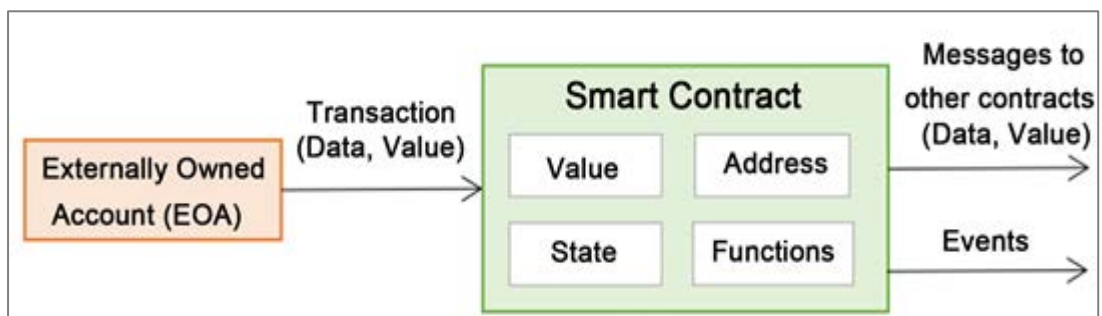 Externally Owned
Account (EOA)
Transaction
(Data, Value)
Smart Contract
Value
Address
State
Functions
Messages to
other contracts
(Data, Value)
Events